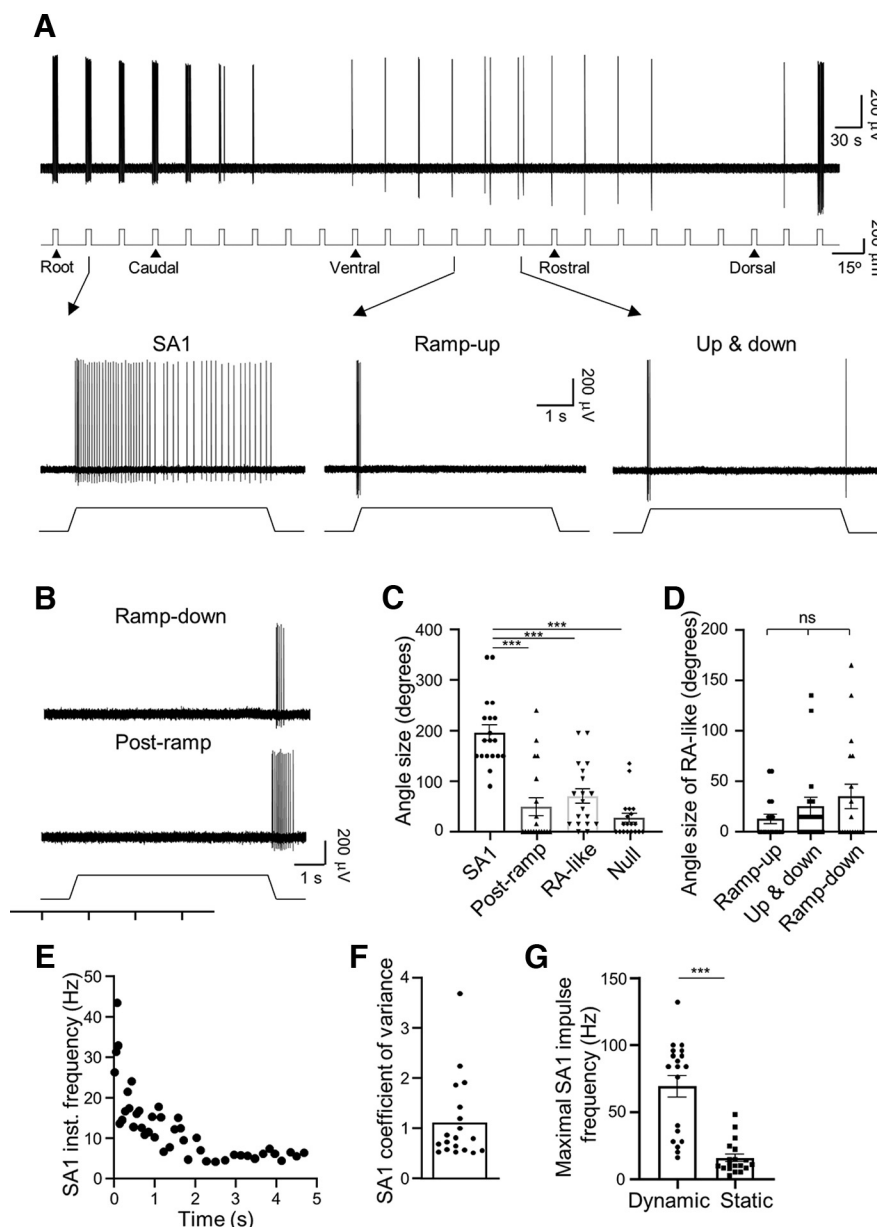 A
200 µV
30 s
200 µm
15°
Root
Caudal
Ventral
Rostral
Dorsal
SA1
Ramp-up
Up & down
200 µV
1 s
B
Ramp-down
Post-ramp
200 µV
1 s
C
Angle size (degrees)
400
300
200
100
0
***
***
***
SA1
Post-ramp
RA-like
Null
D
Angle size of RA-like (degrees)
200
150
100
50
0
ns
Ramp-up
Up & down
Ramp-down
E
SA1 inst. frequency (Hz)
50
40
30
20
10
0
0 1 2 3 4 5
Time (s)
F
SA1 coefficient of variance
4
3
2
1
0
G
Maximal SA1 impulse
frequency (Hz)
150
100
50
0
***
Dynamic Static